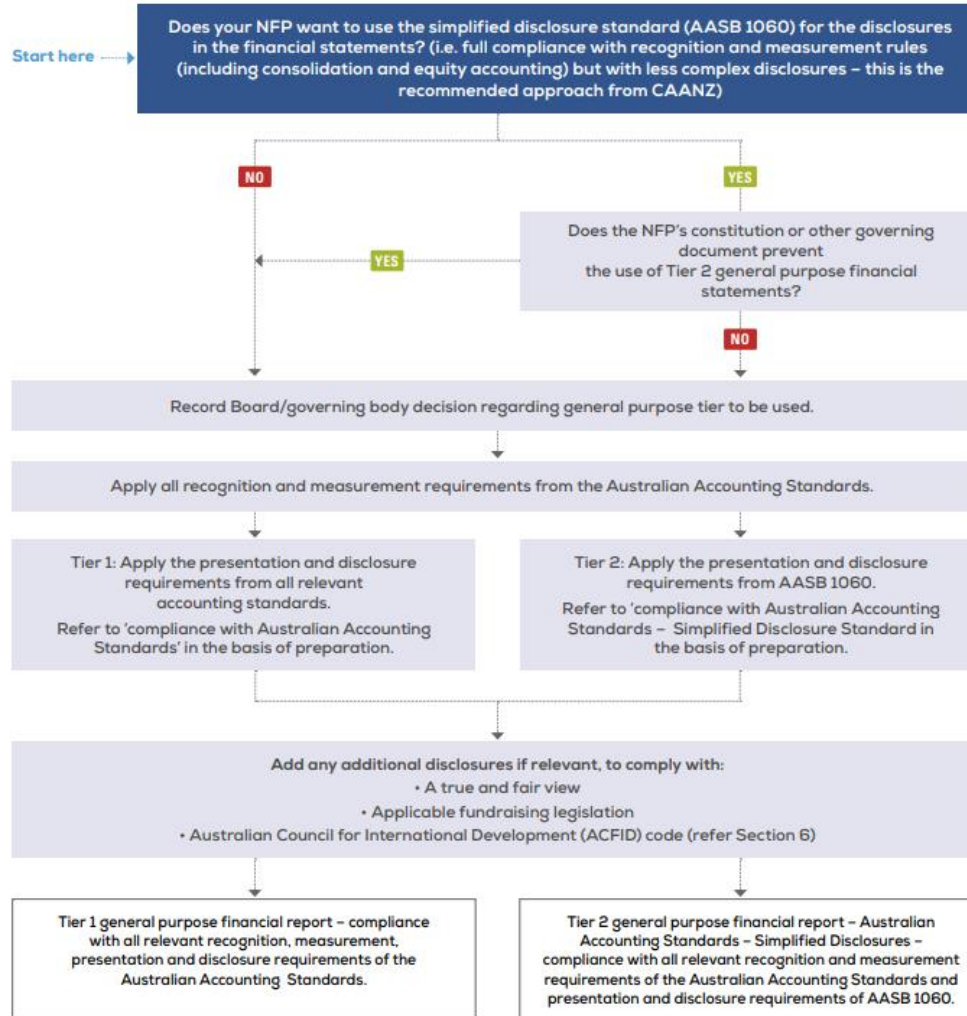 Start here
Does your NFP want to use the simplified disclosure standard (AASB 1060) for the disclosures
in the financial statements? (i.e. full compliance with recognition and measurement rules
(including consolidation and equity accounting) but with less complex disclosures – this is the
recommended approach from CAANZ)
NO
YES
Does the NFP's constitution or other governing
document prevent
the use of Tier 2 general purpose financial
statements?
YES
NO
Record Board/governing body decision regarding general purpose tier to be used.
Apply all recognition and measurement requirements from the Australian Accounting Standards.
Tier 1: Apply the presentation and disclosure
requirements from all relevant
accounting standards.
Refer to 'compliance with Australian Accounting
Standards' in the basis of preparation.
Tier 2: Apply the presentation and disclosure
requirements from AASB 1060.
Refer to 'compliance with Australian Accounting
Standards – Simplified Disclosure Standard in
the basis of preparation.
Add any additional disclosures if relevant, to comply with:
• A true and fair view
• Applicable fundraising legislation
• Australian Council for International Development (ACFID) code (refer Section 6)
Tier 1 general purpose financial report – compliance
with all relevant recognition, measurement,
presentation and disclosure requirements of the
Australian Accounting Standards.
Tier 2 general purpose financial report – Australian
Accounting Standards – Simplified Disclosures –
compliance with all relevant recognition and measurement
requirements of the Australian Accounting Standards and
presentation and disclosure requirements of AASB 1060.